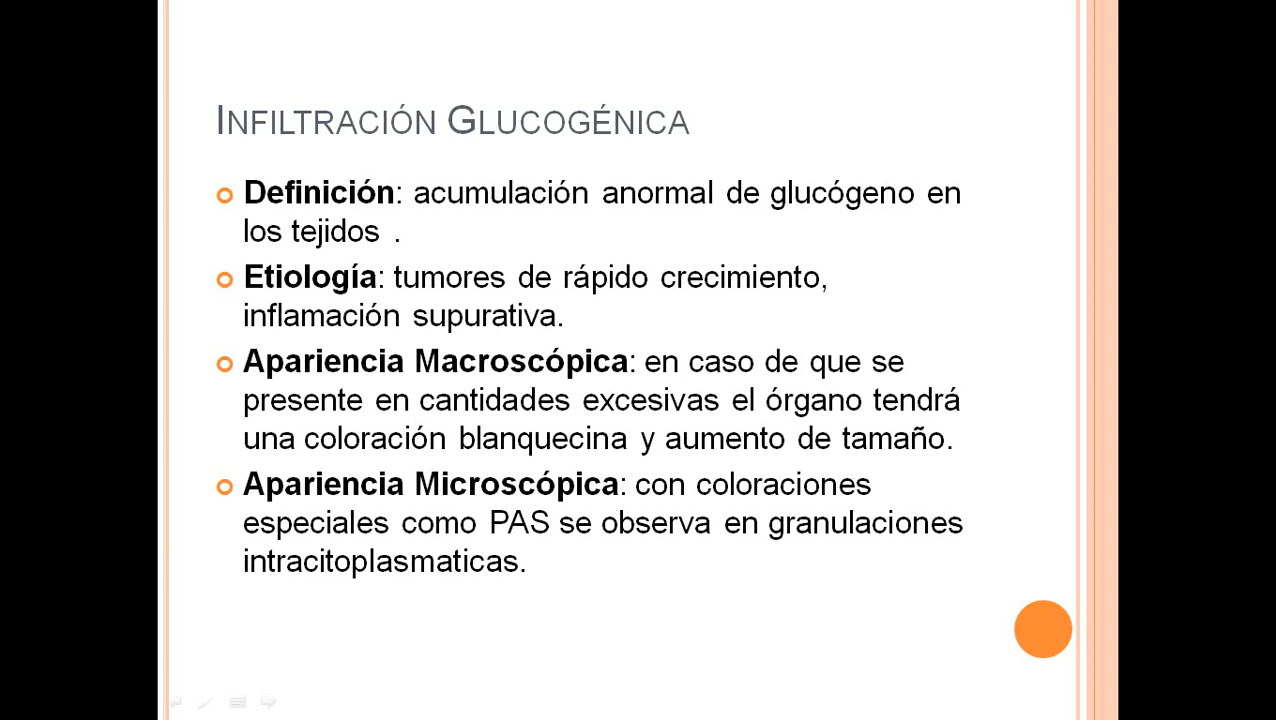 INFILTRACIÓN GLUCOGÉNICA
Definición: acumulación anormal de glucógeno en
los tejidos .
Etiología: tumores de rápido crecimiento,
inflamación supurativa.
Apariencia Macroscópica: en caso de que se
presente en cantidades excesivas el órgano tendrá
una coloración blanquecina y aumento de tamaño.
Apariencia Microscópica: con coloraciones
especiales como PAS se observa en granulaciones
intracitoplasmaticas.